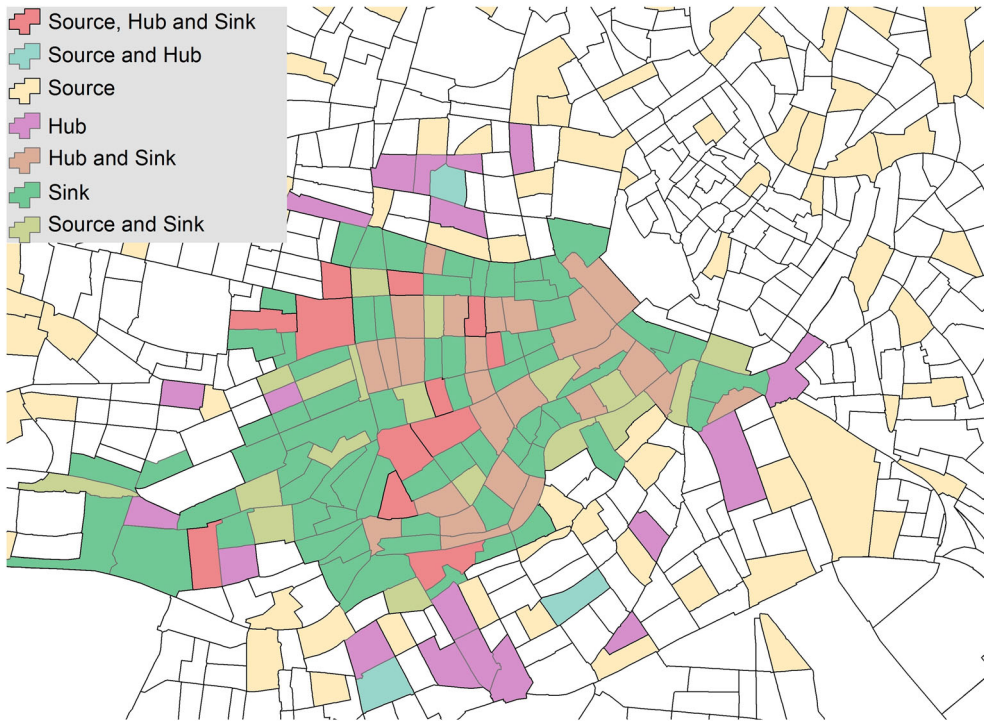 Source, Hub and Sink
Source and Hub
Source
Hub
Hub and Sink
Sink
Source and Sink